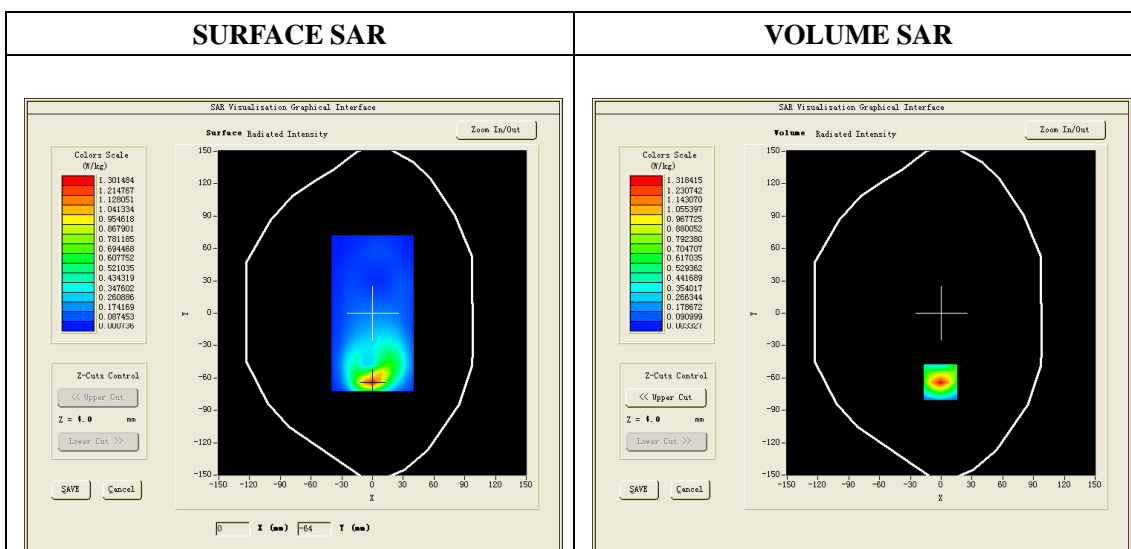 SURFACE SAR
VOLUME SAR
SAR Visualisation Graphical Interface
Surface Radiated Intensity
Zoom In/Out
Colors Scale
(W/kg)
1.301484
1.214767
1.128051
1.041334
0.954618
0.867901
0.781185
0.694468
0.607752
0.521035
0.434319
0.347602
0.260886
0.174169
0.087453
0.000736
Z-Cuts Control
<< Upper Cut
Z = 4.0 mm
Lower Cut >>
SAVE Cancel
150
120
90
60
30
0
-30
-60
-90
-120
-150
Y
-150 -120 -90 -60 -30 0 30 60 90 120 150
X
0 X (mm) -64 Y (mm)
SAR Visualisation Graphical Interface
Volume Radiated Intensity
Zoom In/Out
Colors Scale
(W/kg)
1.318415
1.230742
1.143070
1.055397
0.967725
0.880052
0.792380
0.704707
0.617035
0.529362
0.441689
0.354017
0.266344
0.178672
0.090999
0.003327
Z-Cuts Control
<< Upper Cut
Z = 4.0 mm
Lower Cut >>
SAVE Cancel
150
120
90
60
30
0
-30
-60
-90
-120
-150
Y
-150 -120 -90 -60 -30 0 30 60 90 120 150
X